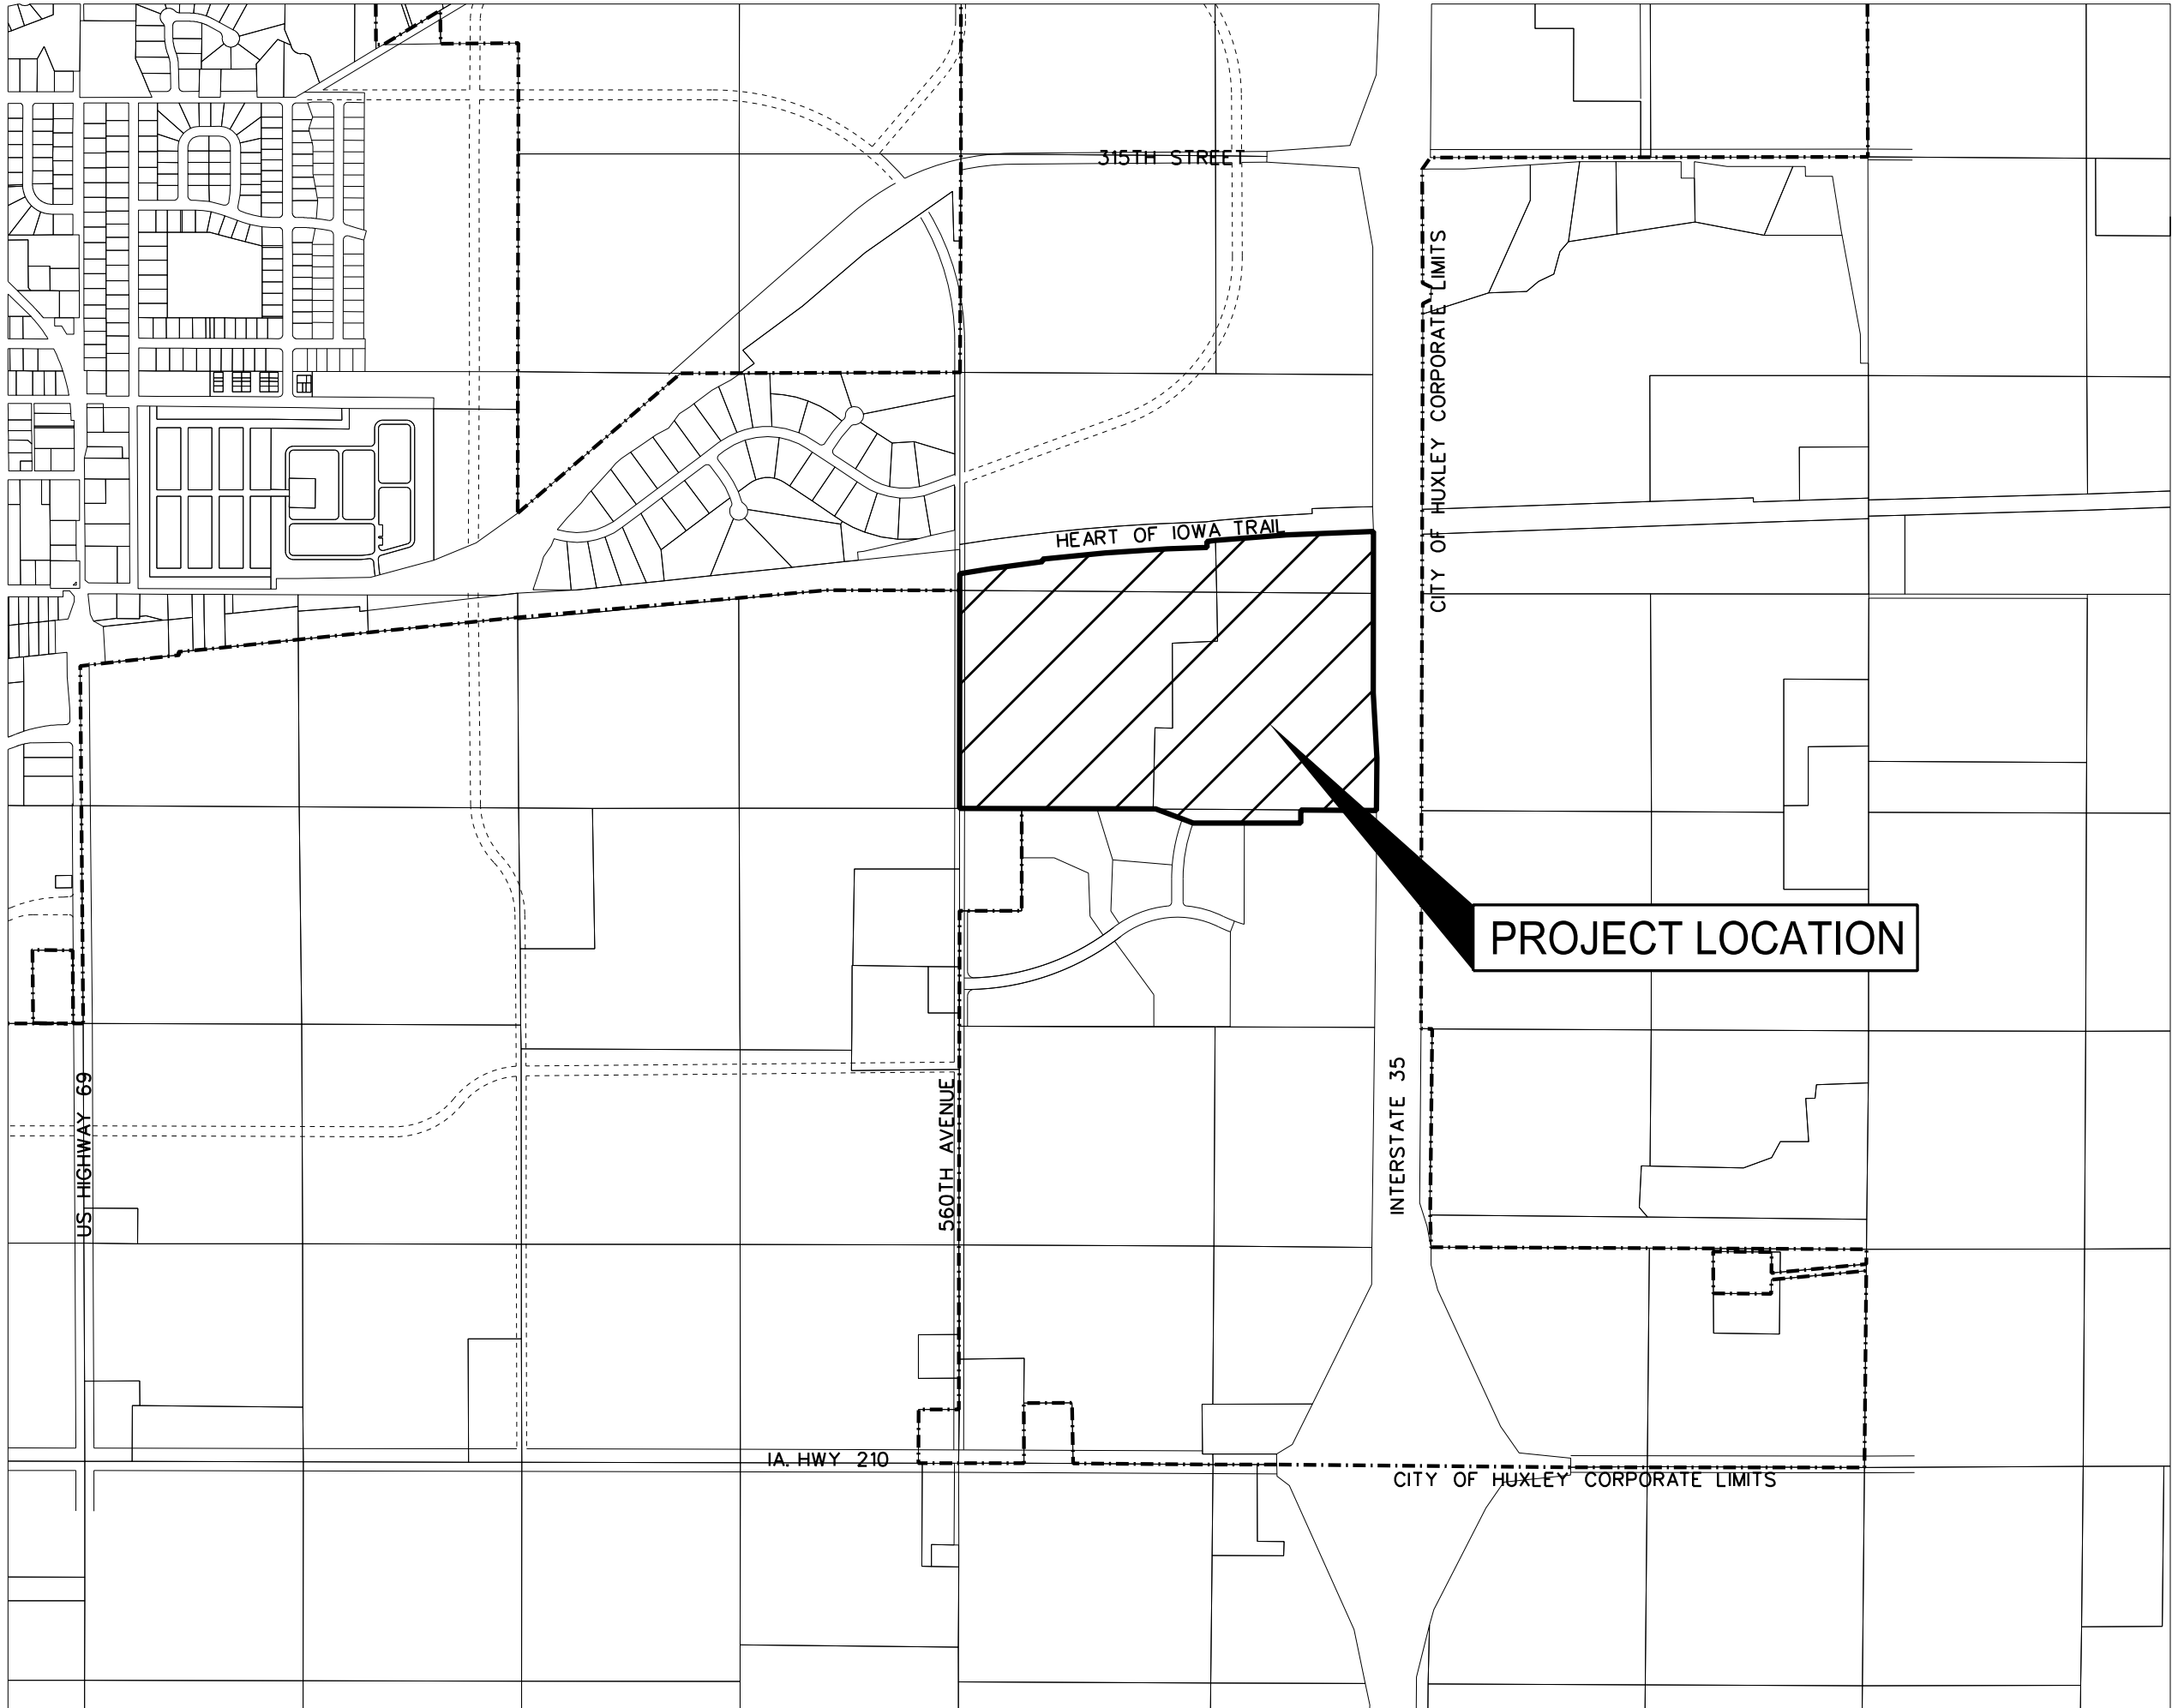 315TH STREET
CITY OF HUXLEY CORPORATE LIMITS
HEART OF IOWA TRAIL
PROJECT LOCATION
US HIGHWAY 69
560TH AVENUE
INTERSTATE 35
IA. HWY 210
CITY OF HUXLEY CORPORATE LIMITS